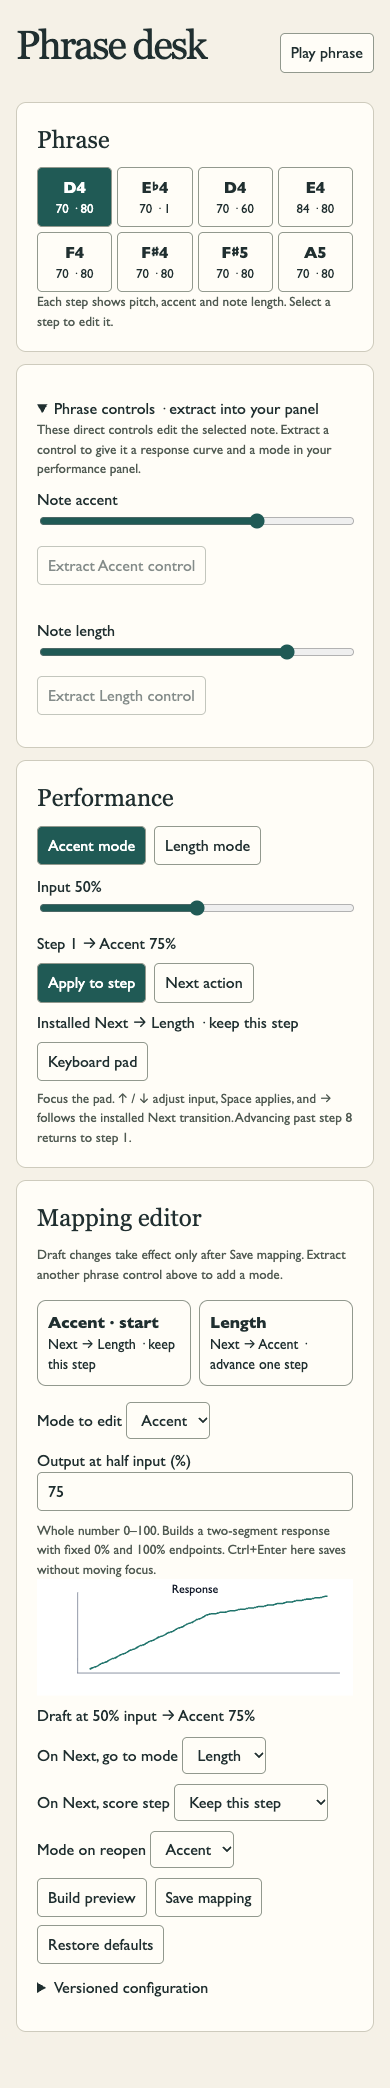 Phrase desk
Play phrase
Phrase
D4
70 · 80
E♭4
70 · 1
D4
70 · 60
E4
84 · 80
F4
70 · 80
F#4
70 · 80
F#5
70 · 80
A5
70 · 80
Each step shows pitch, accent and note length. Select a
step to edit it.
▼ Phrase controls · extract into your panel
These direct controls edit the selected note. Extract a
control to give it a response curve and a mode in your
performance panel.
Note accent
Extract Accent control
Note length
Extract Length control
Performance
Accent mode
Length mode
Input 50%
Step 1 → Accent 75%
Apply to step
Next action
Installed Next → Length · keep this step
Keyboard pad
Focus the pad. ↑ / ↓ adjust input, Space applies, and →
follows the installed Next transition. Advancing past step 8
returns to step 1.
Mapping editor
Draft changes take effect only after Save mapping. Extract
another phrase control above to add a mode.
Accent · start
Next → Length · keep
this step
Length
Next → Accent ·
advance one step
Mode to edit Accent
Output at half input (%)
75
Whole number 0–100. Builds a two-segment response
with fixed 0% and 100% endpoints. Ctrl+Enter here saves
without moving focus.
Response
Draft at 50% input → Accent 75%
On Next, go to mode Length
On Next, score step Keep this step
Mode on reopen Accent
Build preview
Save mapping
Restore defaults
▶ Versioned configuration